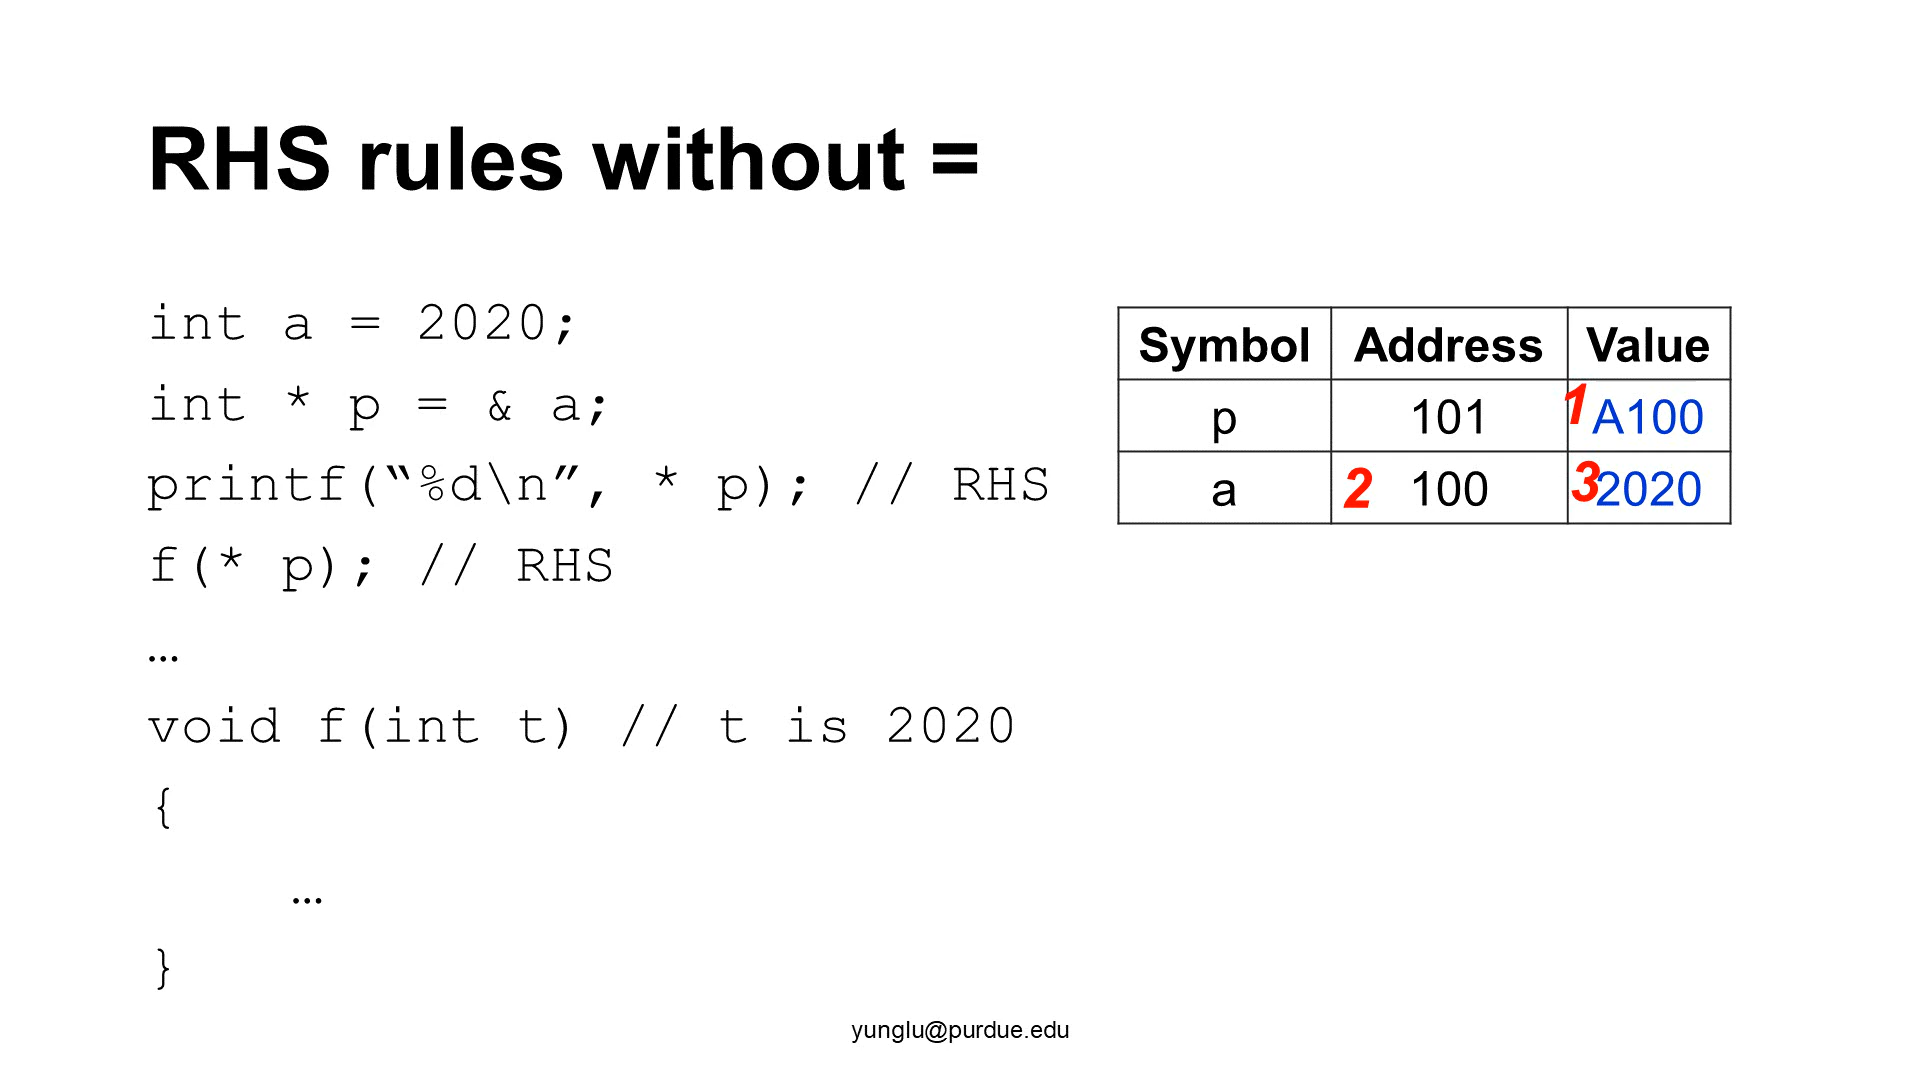 RHS rules without =
int a = 2020;
int * p = & a;
printf(“%d\n”, * p); // RHS
f(* p); // RHS
…
void f(int t) // t is 2020
{
…
}
Symbol Address Value
p 101 1 A100
a 2 100 3 2020
yunglu@purdue.edu